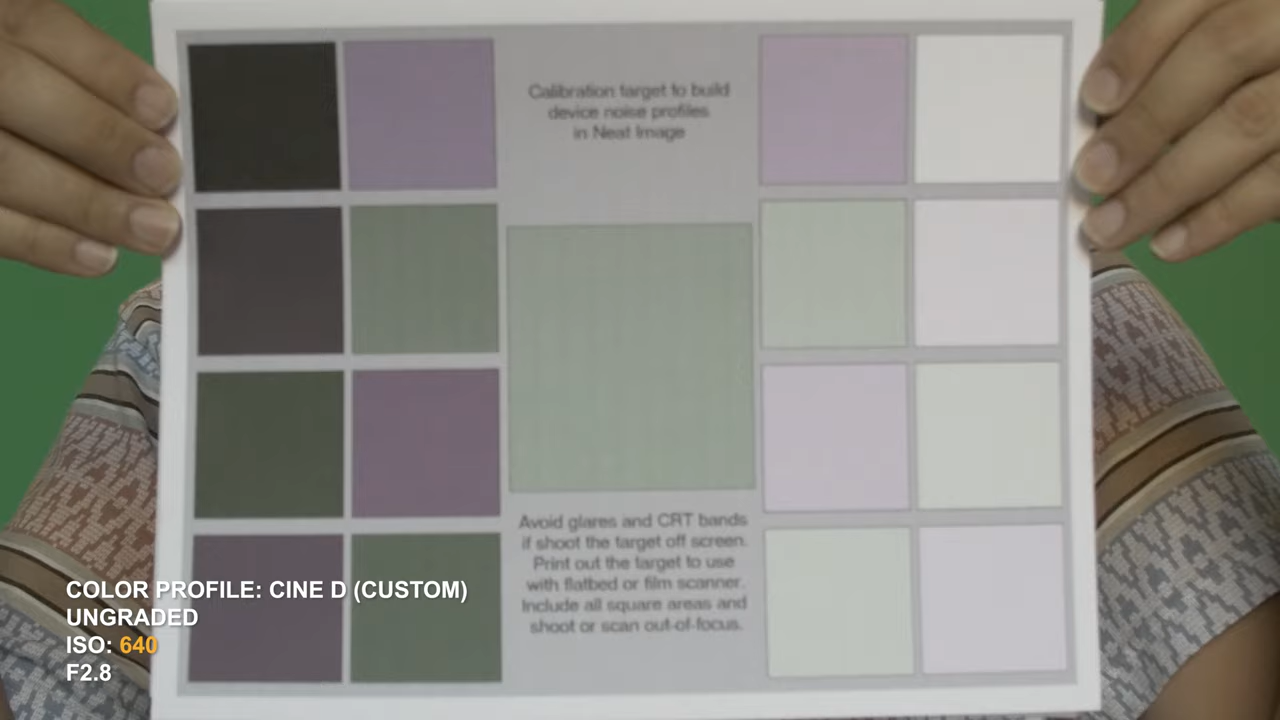 Calibration target to build
device noise profiles
in Neat Image
Avoid glares and CRT bands
if shoot the target off screen.
Print out the target to use
with flatbed or film scanner.
Include all square areas and
shoot or scan out-of-focus.
COLOR PROFILE: CINE D (CUSTOM)
UNGRADED
ISO: 640
F2.8